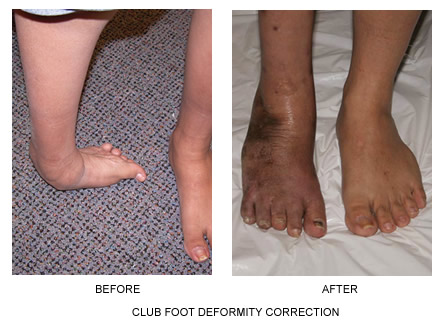 BEFORE AFTER
CLUB FOOT DEFORMITY CORRECTION